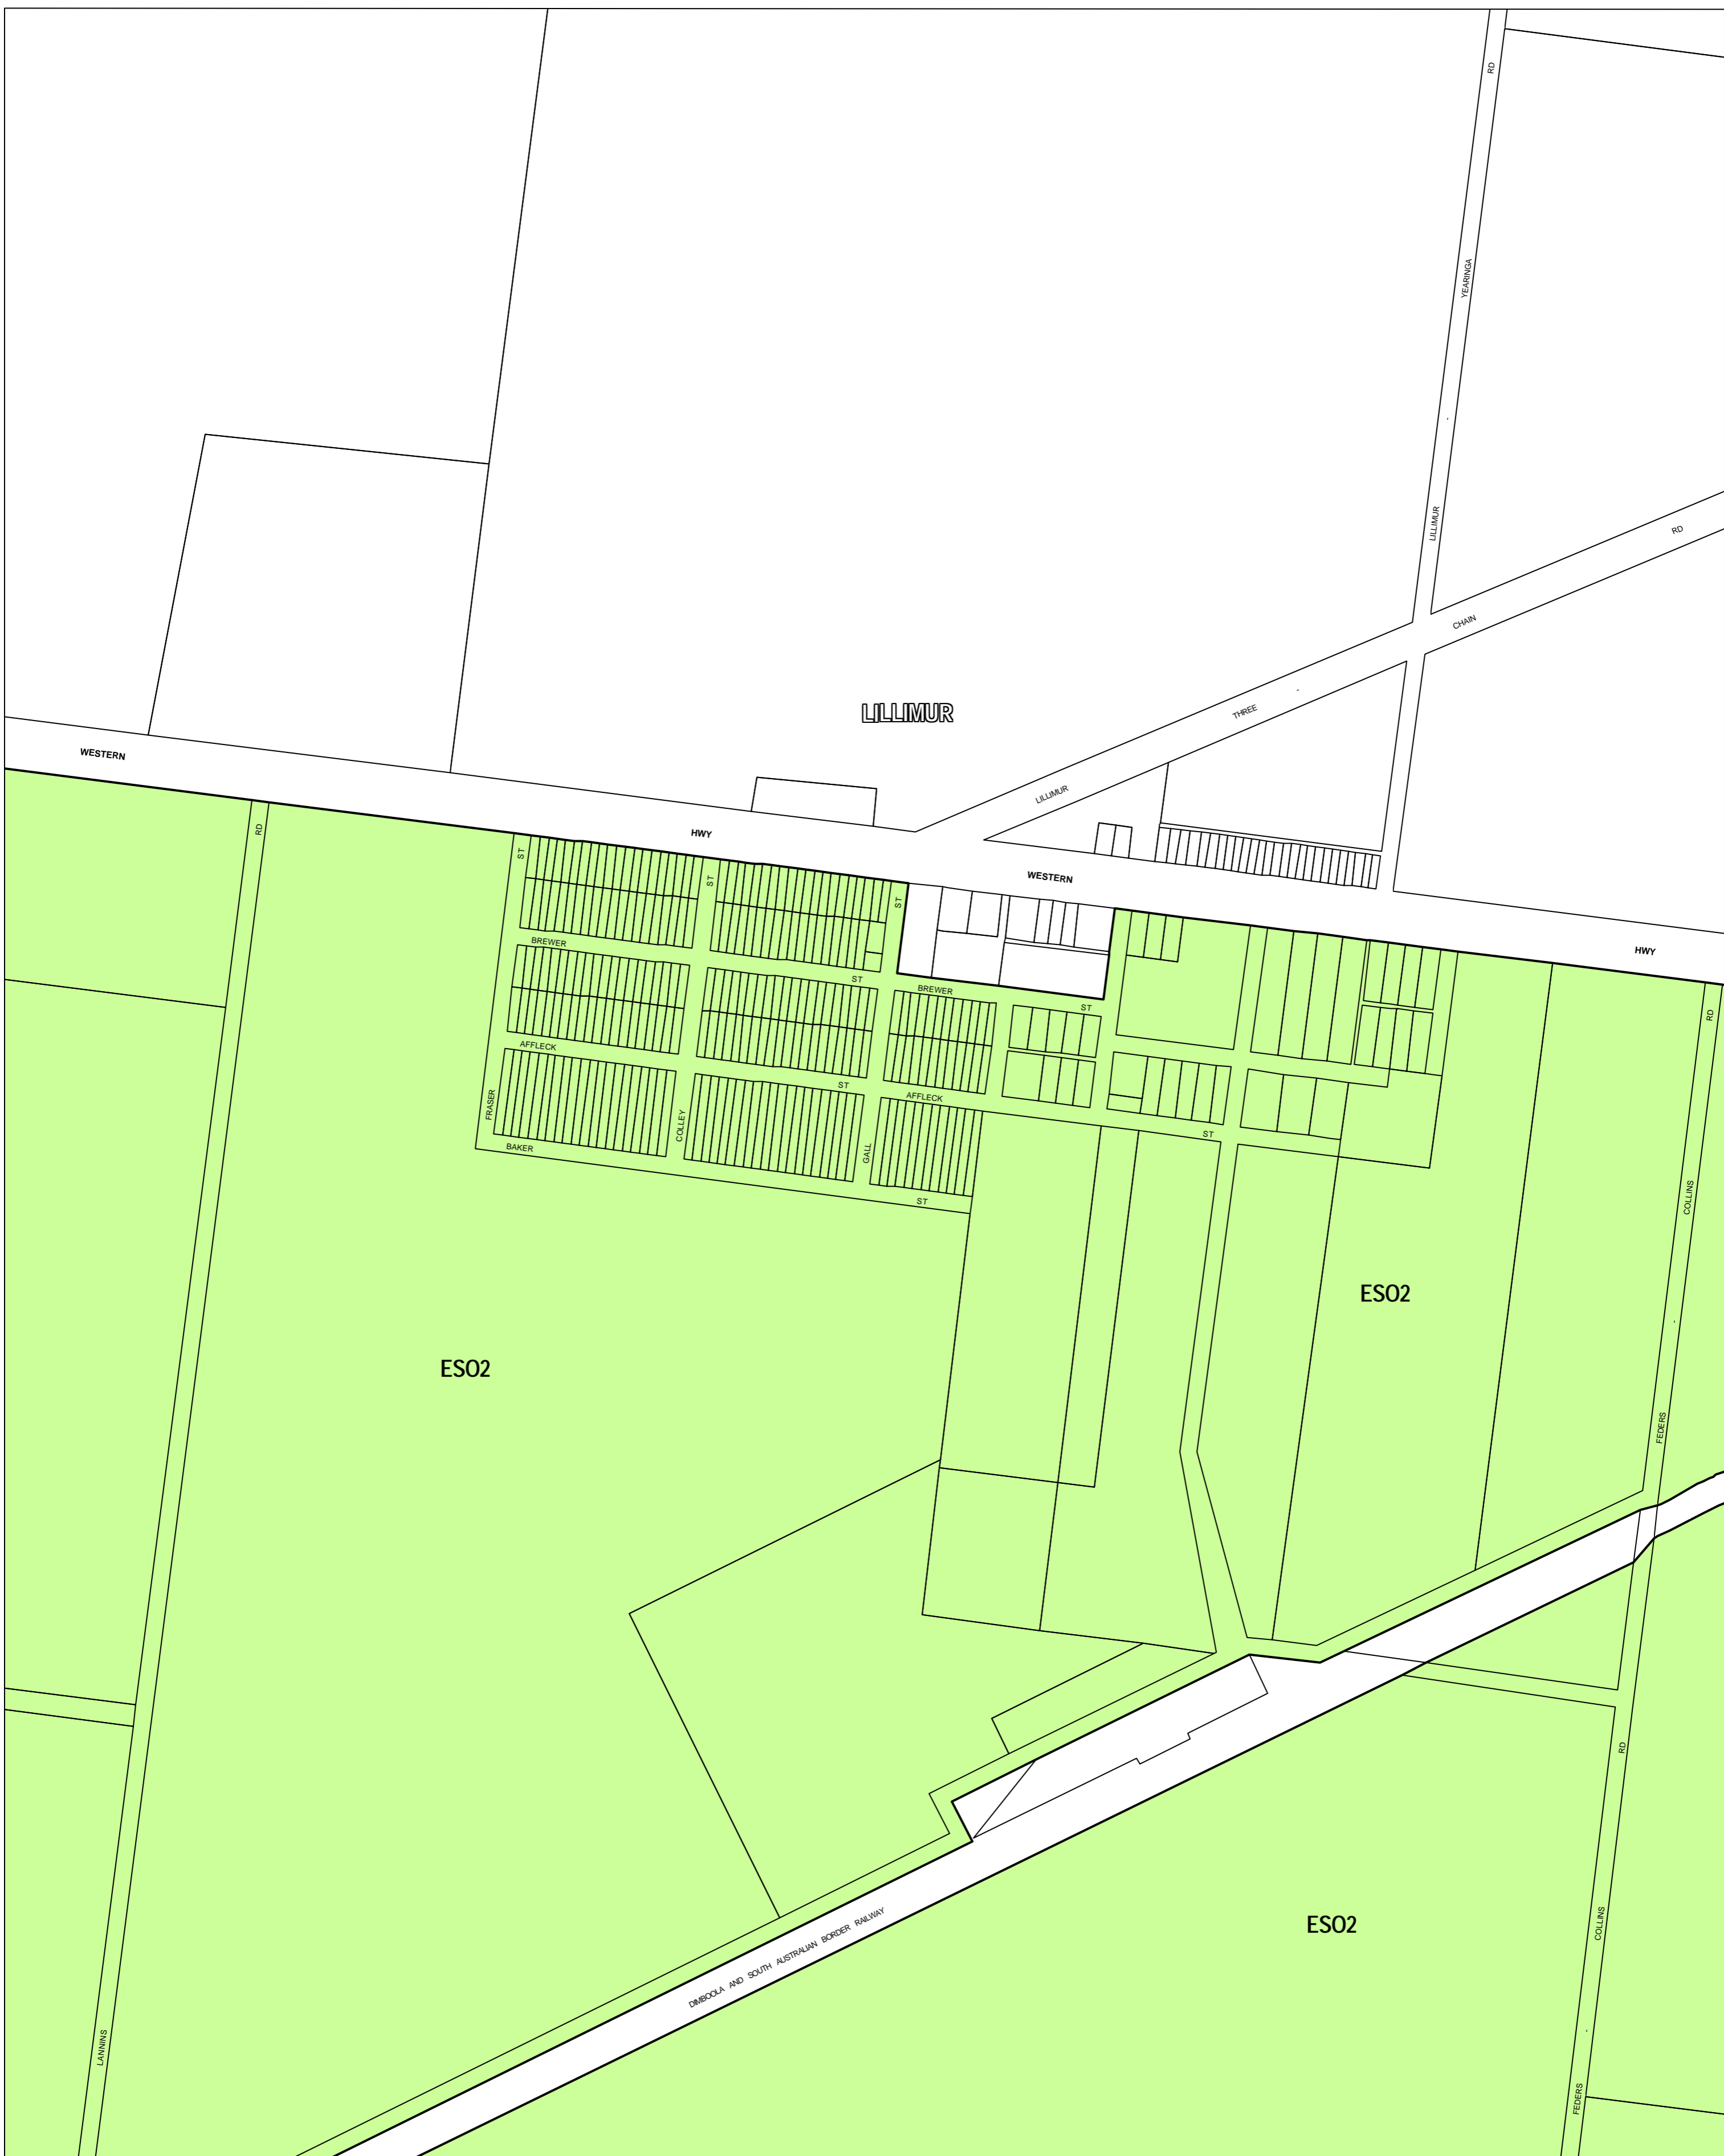 RD
YEARINGA
-
LILLIMUR
RD
CHAIN
-
THREE
LILLIMUR
LILLIMUR
WESTERN
HWY
WESTERN
HWY
RD
ST
ST
ST
BREWER
ST
BREWER
ST
AFFLECK
ST
AFFLECK
ST
FRASER
COLLEY
GALL
BAKER
ST
RD
COLLINS
-
FEDERS
ESO2
ESO2
ESO2
RD
COLLINS
-
FEDERS
DIMBOOLA AND SOUTH AUSTRALIAN BORDER RAILWAY
LANNINS